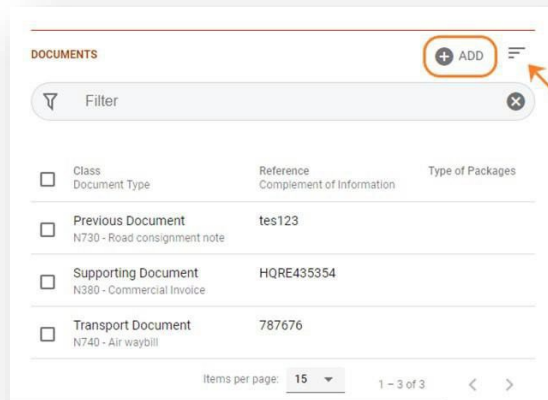 DOCUMENTS
ADD
Filter
Class Reference Type of Packages
Document Type Complement of Information
Previous Document tes123
N730 - Road consignment note
Supporting Document HQRE435354
N380 - Commercial Invoice
Transport Document 787676
N740 - Air waybill
Items per page: 15 1 – 3 of 3